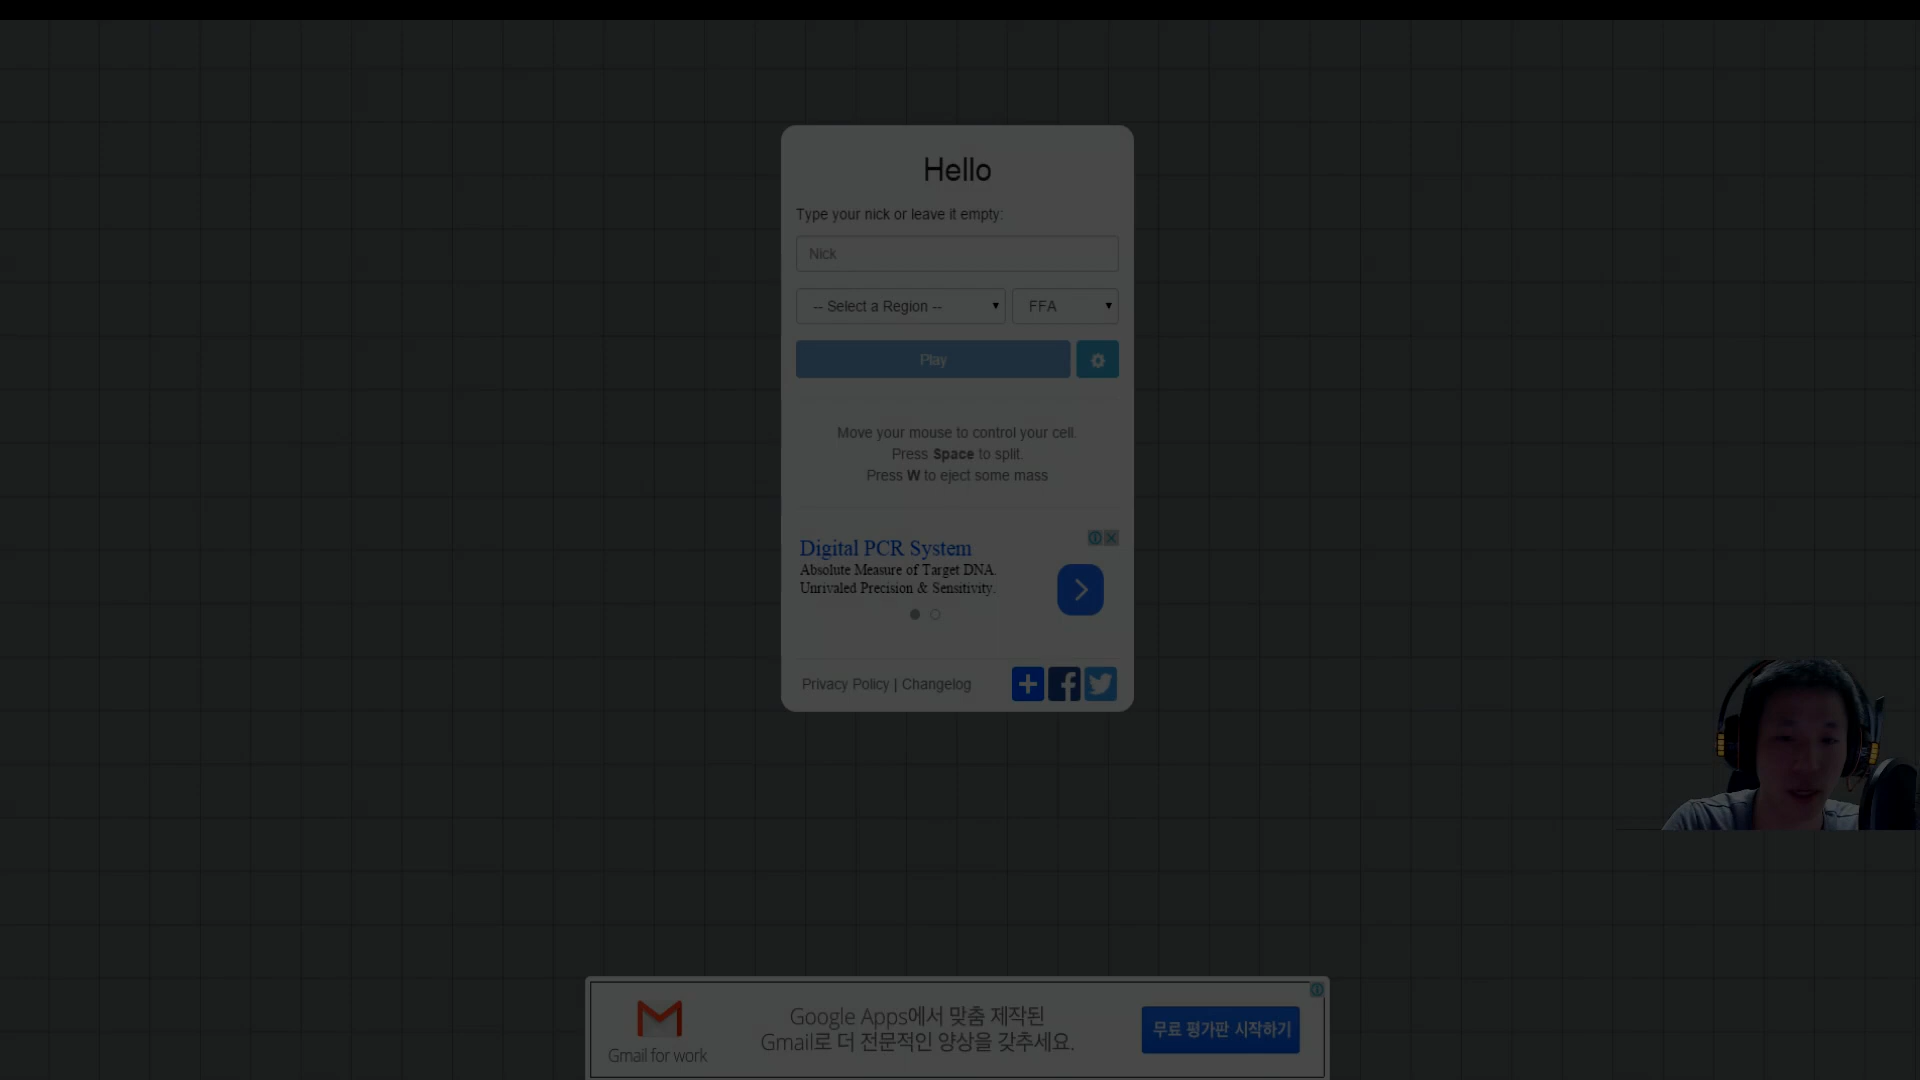 Hello
Type your nick or leave it empty:
Nick
-- Select a Region --
FFA
Play
Move your mouse to control your cell.
Press Space to split.
Press W to eject some mass
Digital PCR System
Absolute Measure of Target DNA.
Unrivaled Precision & Sensitivity.
Privacy Policy | Changelog
Gmail for work
Google Apps에서 맞춤 제작된
Gmail로 더 전문적인 양상을 갖추세요.
무료 평가판 시작하기